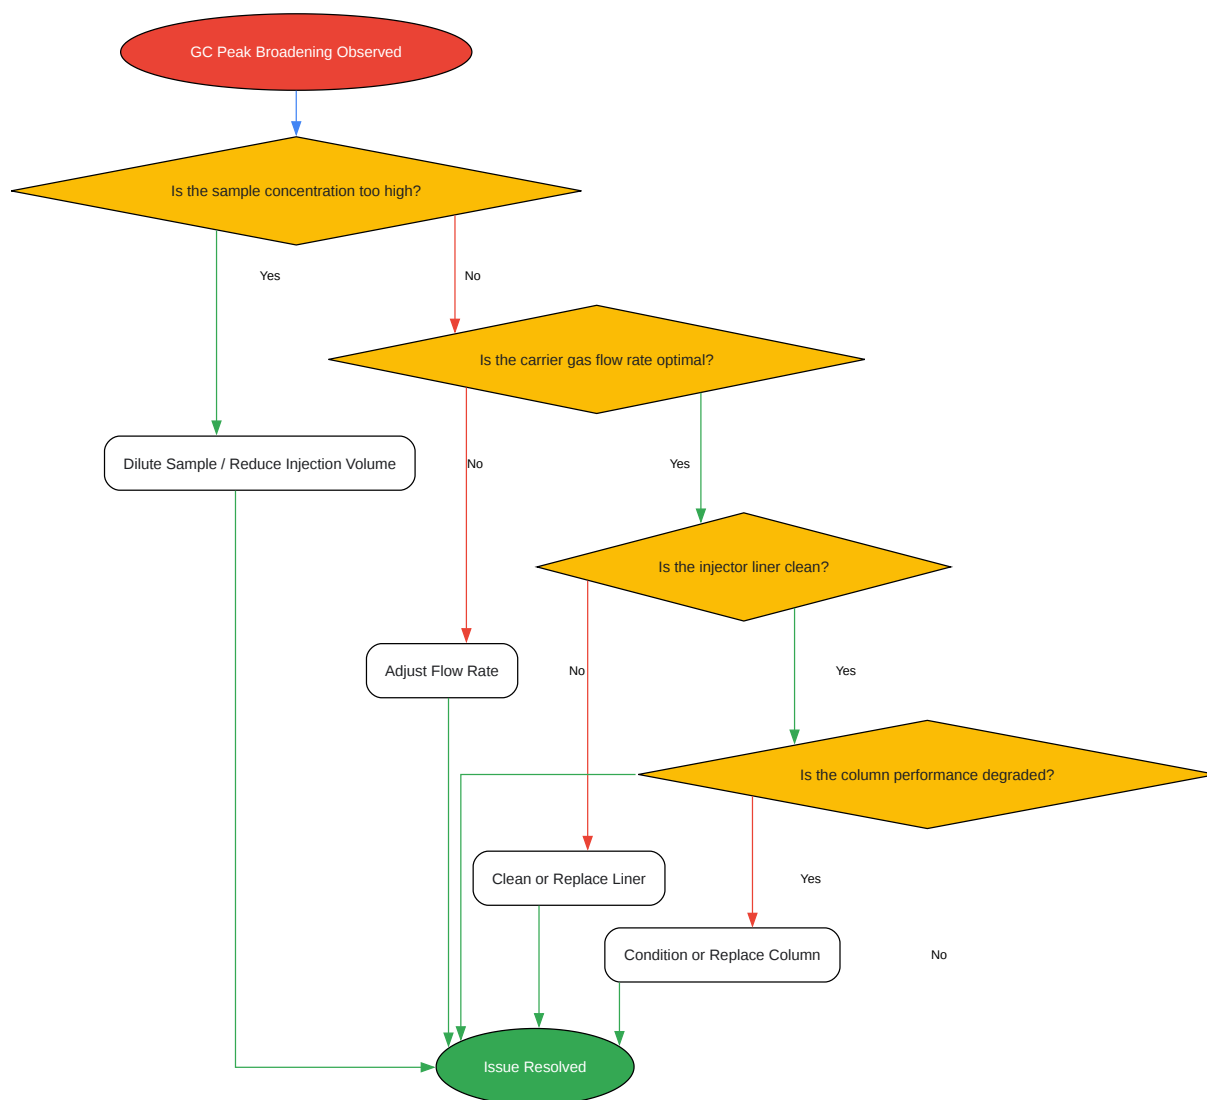 GC Peak Broadening Observed
Is the sample concentration too high?
Yes
No
Is the carrier gas flow rate optimal?
Dilute Sample / Reduce Injection Volume
No
Yes
Is the injector liner clean?
Adjust Flow Rate
No
Yes
Is the column performance degraded?
Clean or Replace Liner
Yes
Condition or Replace Column
No
Issue Resolved